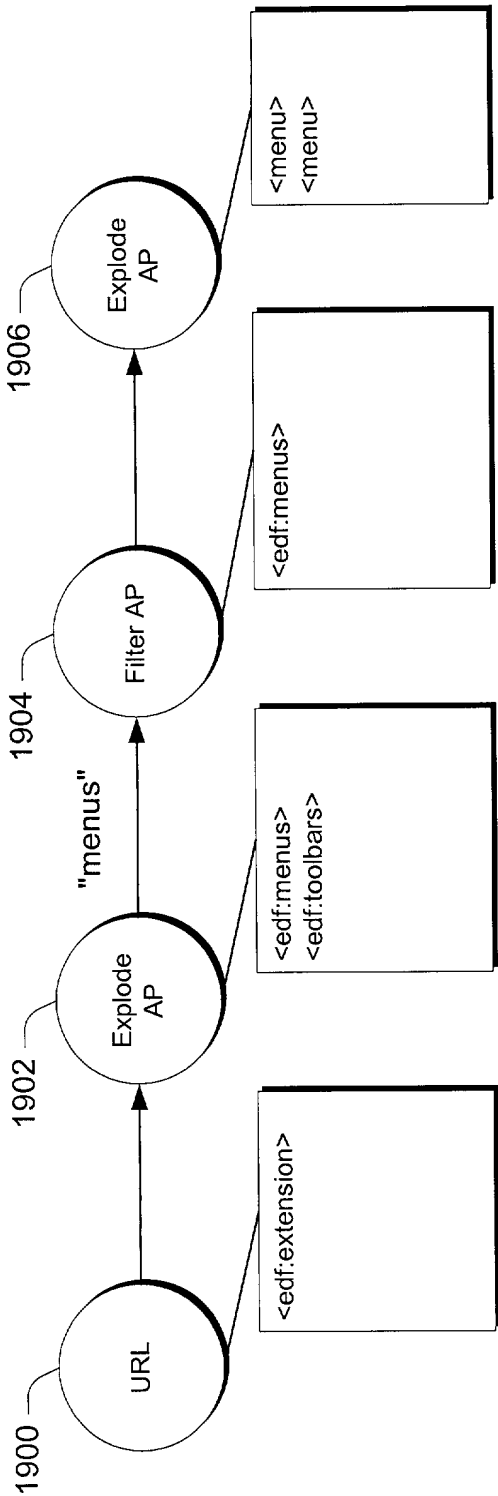 1900
URL
<edf:extension>
1902
Explode
AP
<edf:menus>
<edf:toolbars>
"menus"
1904
Filter AP
<edf:menus>
1906
Explode
AP
<menu>
<menu>